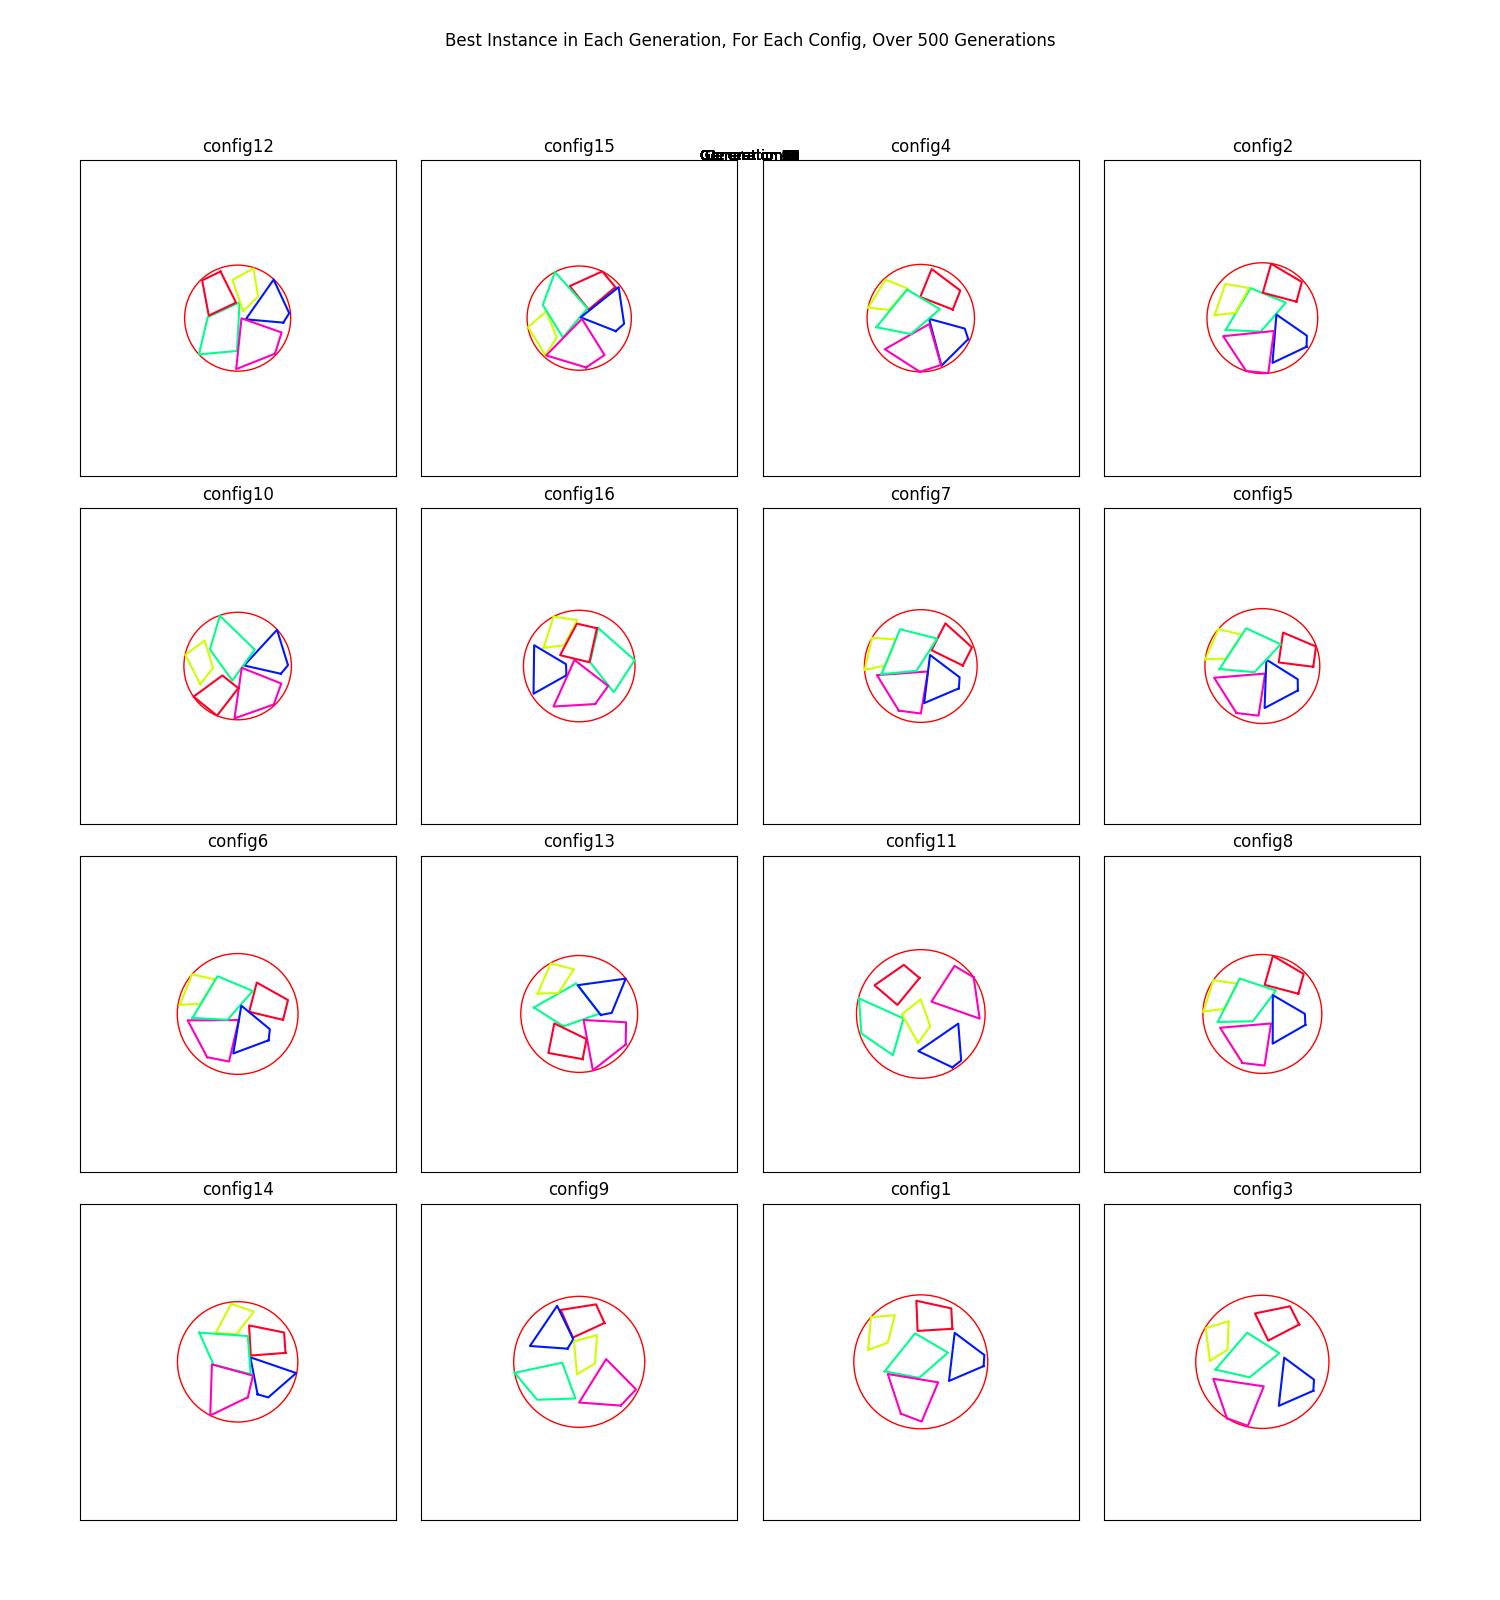 Best Instance in Each Generation, For Each Config, Over 500 Generations
config12
config15
config4
config2
config10
config16
config7
config5
config6
config13
config11
config8
config14
config9
config1
config3